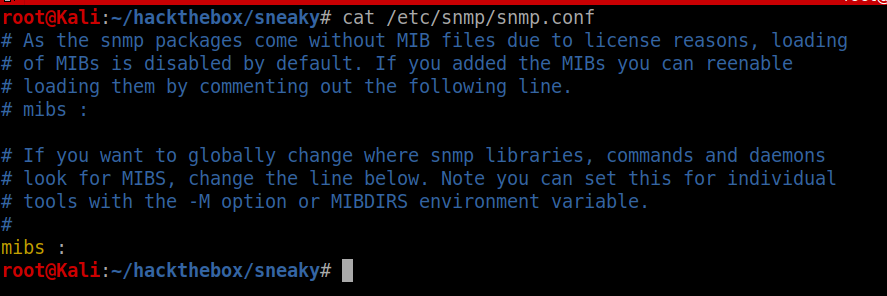 root@Kali:~/hackthebox/sneaky# cat /etc/snmp/snmp.conf
# As the snmp packages come without MIB files due to license reasons, loading
# of MIBs is disabled by default. If you added the MIBs you can reenable
# loading them by commenting out the following line.
# mibs :

# If you want to globally change where snmp libraries, commands and daemons
# look for MIBS, change the line below. Note you can set this for individual
# tools with the -M option or MIBDIRS environment variable.
#
mibs :
root@Kali:~/hackthebox/sneaky#